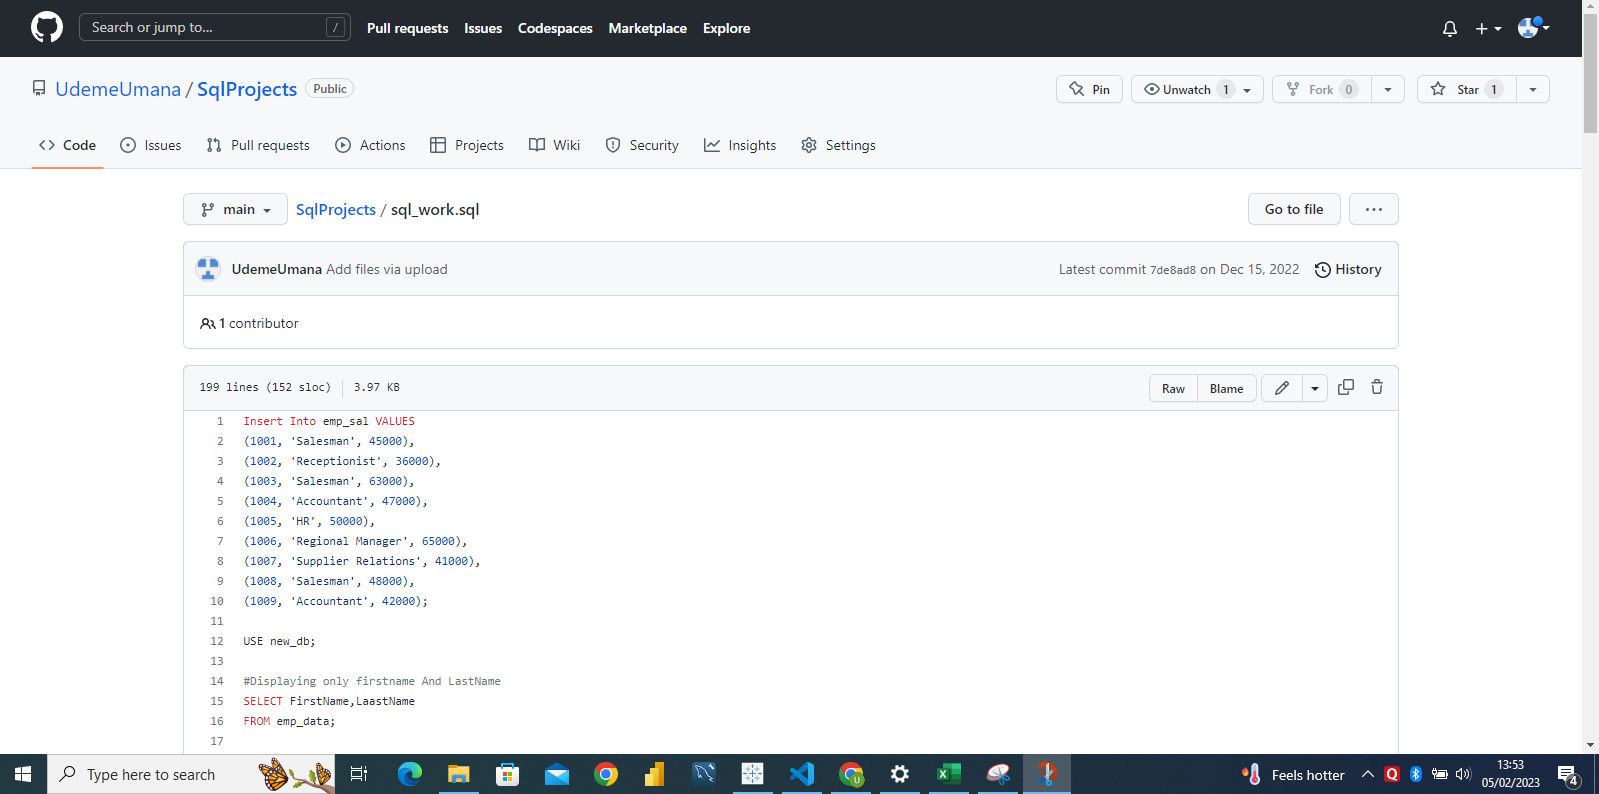 Search or jump to... / Pull requests Issues Codespaces Marketplace Explore
UdemeUmana / SqlProjects Public Pin Unwatch 1 Fork 0 Star 1
Code Issues Pull requests Actions Projects Wiki Security Insights Settings
main SqlProjects / sql_work.sql Go to file ...
UdemeUmana Add files via upload Latest commit 7de8ad8 on Dec 15, 2022 History
1 contributor
199 lines (152 sloc) 3.97 KB Raw Blame
1 Insert Into emp_sal VALUES
2 (1001, 'Salesman', 45000),
3 (1002, 'Receptionist', 36000),
4 (1003, 'Salesman', 63000),
5 (1004, 'Accountant', 47000),
6 (1005, 'HR', 50000),
7 (1006, 'Regional Manager', 65000),
8 (1007, 'Supplier Relations', 41000),
9 (1008, 'Salesman', 48000),
10 (1009, 'Accountant', 42000);
11
12 USE new_db;
13
14 #Displaying only firstname And LastName
15 SELECT FirstName,LaastName
16 FROM emp_data;
17
Type here to search U Feels hotter Q 13:53
05/02/2023 4